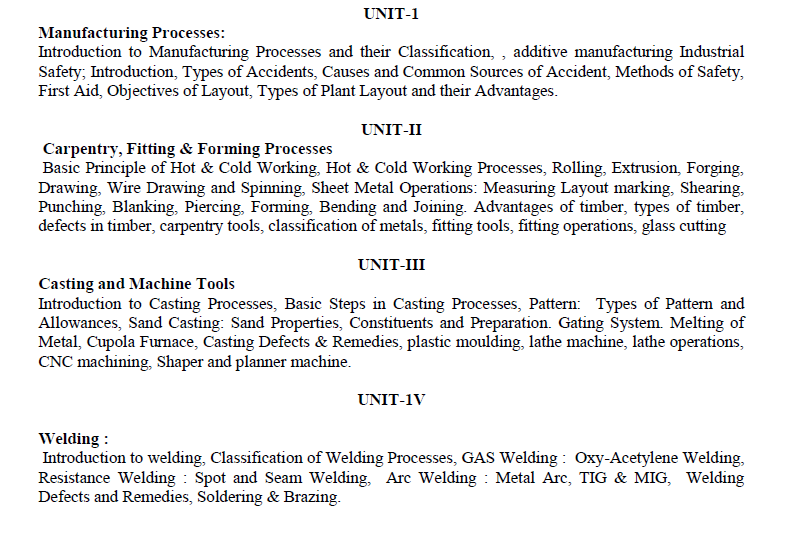 UNIT-1
Manufacturing Processes:
Introduction to Manufacturing Processes and their Classification, , additive manufacturing Industrial
Safety; Introduction, Types of Accidents, Causes and Common Sources of Accident, Methods of Safety,
First Aid, Objectives of Layout, Types of Plant Layout and their Advantages.
UNIT-II
Carpentry, Fitting & Forming Processes
Basic Principle of Hot & Cold Working, Hot & Cold Working Processes, Rolling, Extrusion, Forging,
Drawing, Wire Drawing and Spinning, Sheet Metal Operations: Measuring Layout marking, Shearing,
Punching, Blanking, Piercing, Forming, Bending and Joining. Advantages of timber, types of timber,
defects in timber, carpentry tools, classification of metals, fitting tools, fitting operations, glass cutting
UNIT-III
Casting and Machine Tools
Introduction to Casting Processes, Basic Steps in Casting Processes, Pattern: Types of Pattern and
Allowances, Sand Casting: Sand Properties, Constituents and Preparation. Gating System. Melting of
Metal, Cupola Furnace, Casting Defects & Remedies, plastic moulding, lathe machine, lathe operations,
CNC machining, Shaper and planner machine.
UNIT-1V
Welding :
Introduction to welding, Classification of Welding Processes, GAS Welding : Oxy-Acetylene Welding,
Resistance Welding : Spot and Seam Welding, Arc Welding : Metal Arc, TIG & MIG, Welding
Defects and Remedies, Soldering & Brazing.